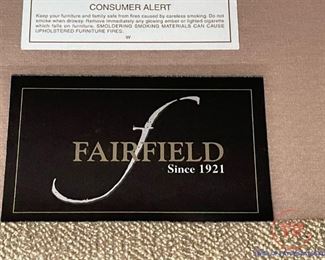 CONSUMER ALERT
Keep your furniture and family safe from fires caused by careless smoking. Do not
smoke when drowsy. Remove immediately any glowing ember or lighted cigarette
which falls on furniture. SMOLDERING SMOKING MATERIALS CAN CAUSE
UPHOLSTERED FURNITURE FIRES.
f
FAIRFIELD
Since 1921